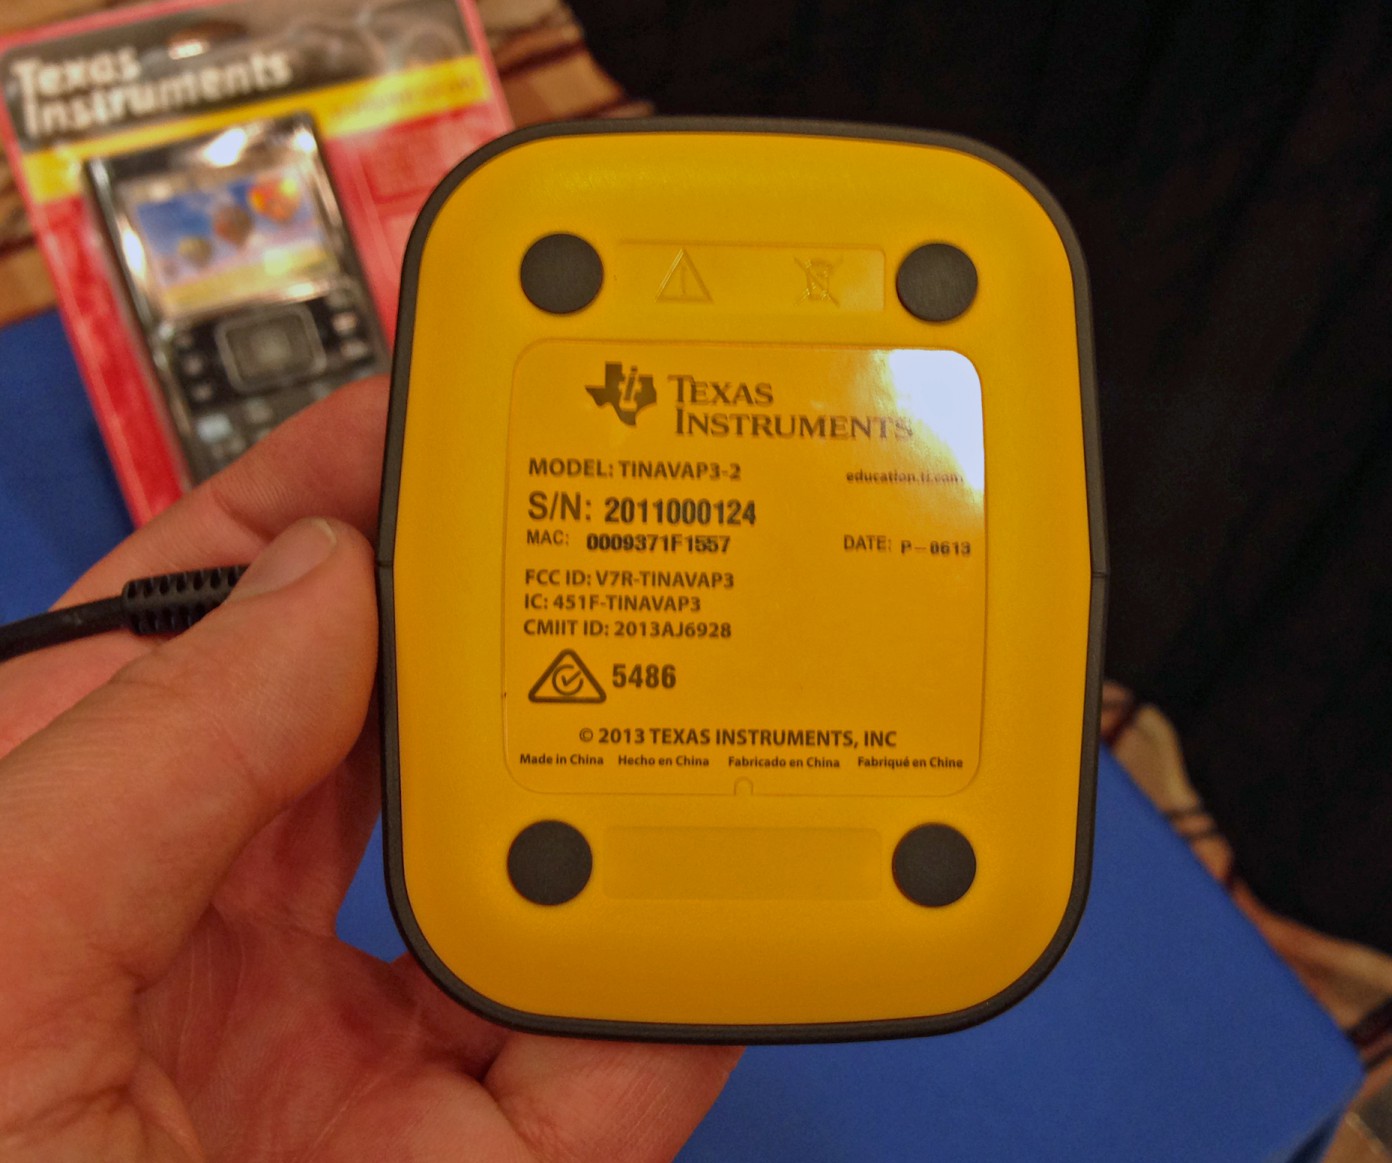 Texas
Instruments
TEXAS
INSTRUMENTS
MODEL: TINAVAP3-2
education.ti.com
S/N: 2011000124
MAC: 0009371F1557
DATE: P-0613
FCC ID: V7R-TINAVAP3
IC: 451F-TINAVAP3
CMIIT ID: 2013AJ6928
5486
© 2013 TEXAS INSTRUMENTS, INC
Made in China Hecho en China Fabricado en China Fabriqué en Chine